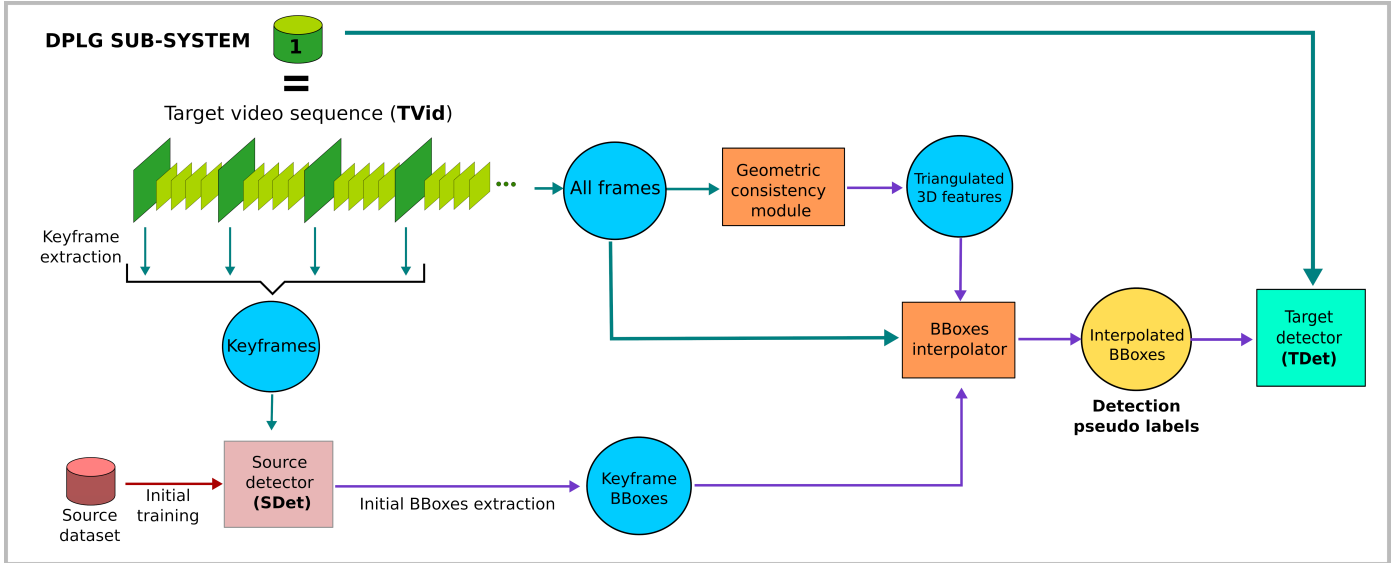 DPLG SUB-SYSTEM
1
=
Target video sequence (TVid)
Keyframe
extraction
...
All frames
Geometric
consistency
module
Triangulated
3D features
Keyframes
BBoxes
interpolator
Interpolated
BBoxes
Detection
pseudo labels
Target
detector
(TDet)
Source
dataset
Initial
training
Source
detector
(SDet)
Initial BBoxes extraction
Keyframe
BBoxes